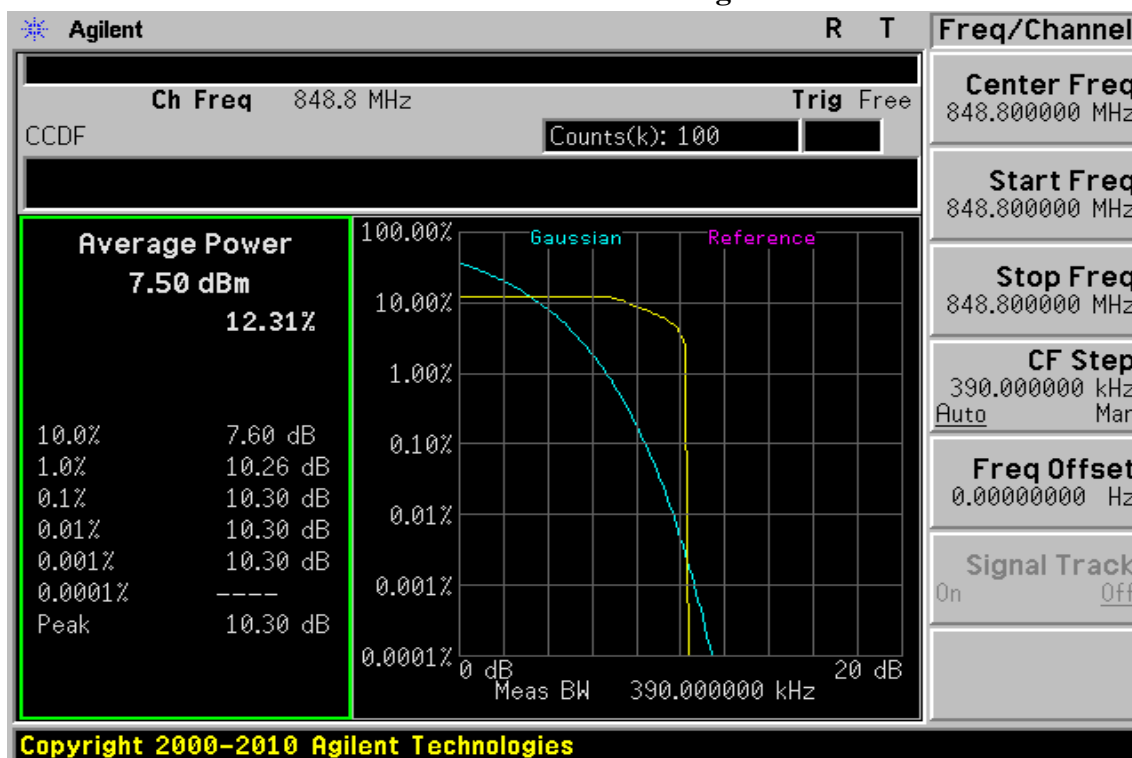 Agilent R T Freq/Channel
Ch Freq 848.8 MHz Trig Free
CCDF Counts(k): 100
Center Freq
848.800000 MHz
Start Freq
848.800000 MHz
Stop Freq
848.800000 MHz
CF Step
390.000000 kHz
Auto Man
Freq Offset
0.00000000 Hz
Signal Track
On Off
Average Power
7.50 dBm
12.31%
10.0% 7.60 dB
1.0% 10.26 dB
0.1% 10.30 dB
0.01% 10.30 dB
0.001% 10.30 dB
0.0001% ----
Peak 10.30 dB
Gaussian Reference
100.00%
10.00%
1.00%
0.10%
0.01%
0.001%
0.0001%
0 dB 20 dB
Meas BW 390.000000 kHz
Copyright 2000-2010 Agilent Technologies